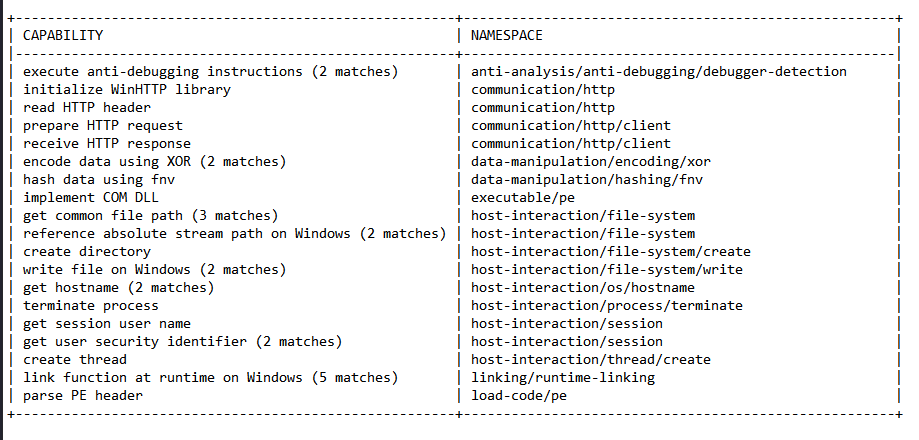 CAPABILITY | NAMESPACE
execute anti-debugging instructions (2 matches) | anti-analysis/anti-debugging/debugger-detection
initialize WinHTTP library | communication/http
read HTTP header | communication/http
prepare HTTP request | communication/http/client
receive HTTP response | communication/http/client
encode data using XOR (2 matches) | data-manipulation/encoding/xor
hash data using fnv | data-manipulation/hashing/fnv
implement COM DLL | executable/pe
get common file path (3 matches) | host-interaction/file-system
reference absolute stream path on Windows (2 matches) | host-interaction/file-system
create directory | host-interaction/file-system/create
write file on Windows (2 matches) | host-interaction/file-system/write
get hostname (2 matches) | host-interaction/os/hostname
terminate process | host-interaction/process/terminate
get session user name | host-interaction/session
get user security identifier (2 matches) | host-interaction/session
create thread | host-interaction/thread/create
link function at runtime on Windows (5 matches) | linking/runtime-linking
parse PE header | load-code/pe